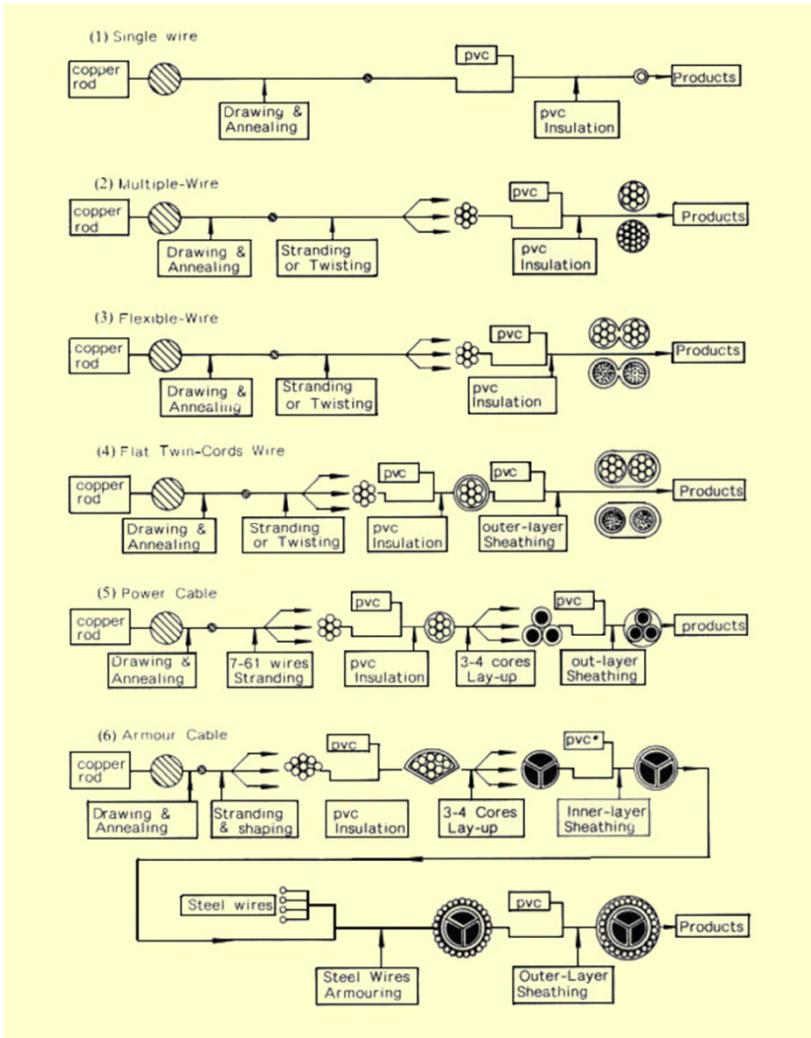 (1) Single wire
copper
rod
Drawing &
Annealing
pvc
pvc
Insulation
Products
(2) Multiple-Wire
copper
rod
Drawing &
Annealing
Stranding
or Twisting
pvc
pvc
Insulation
Products
(3) Flexible-Wire
copper
rod
Drawing &
Annealing
Stranding
or Twisting
pvc
pvc
Insulation
Products
(4) Flat Twin-Cords Wire
copper
rod
Drawing &
Annealing
Stranding
or Twisting
pvc
pvc
Insulation
pvc
outer-layer
Sheathing
Products
(5) Power Cable
copper
rod
Drawing &
Annealing
7-61 wires
Stranding
pvc
pvc
Insulation
3-4 cores
Lay-up
pvc
out-layer
Sheathing
products
(6) Armour Cable
copper
rod
Drawing &
Annealing
Stranding
& shaping
pvc
pvc
Insulation
3-4 Cores
Lay-up
pvc*
Inner-layer
Sheathing
Steel wires
Steel Wires
Armouring
pvc
Outer-Layer
Sheathing
Products